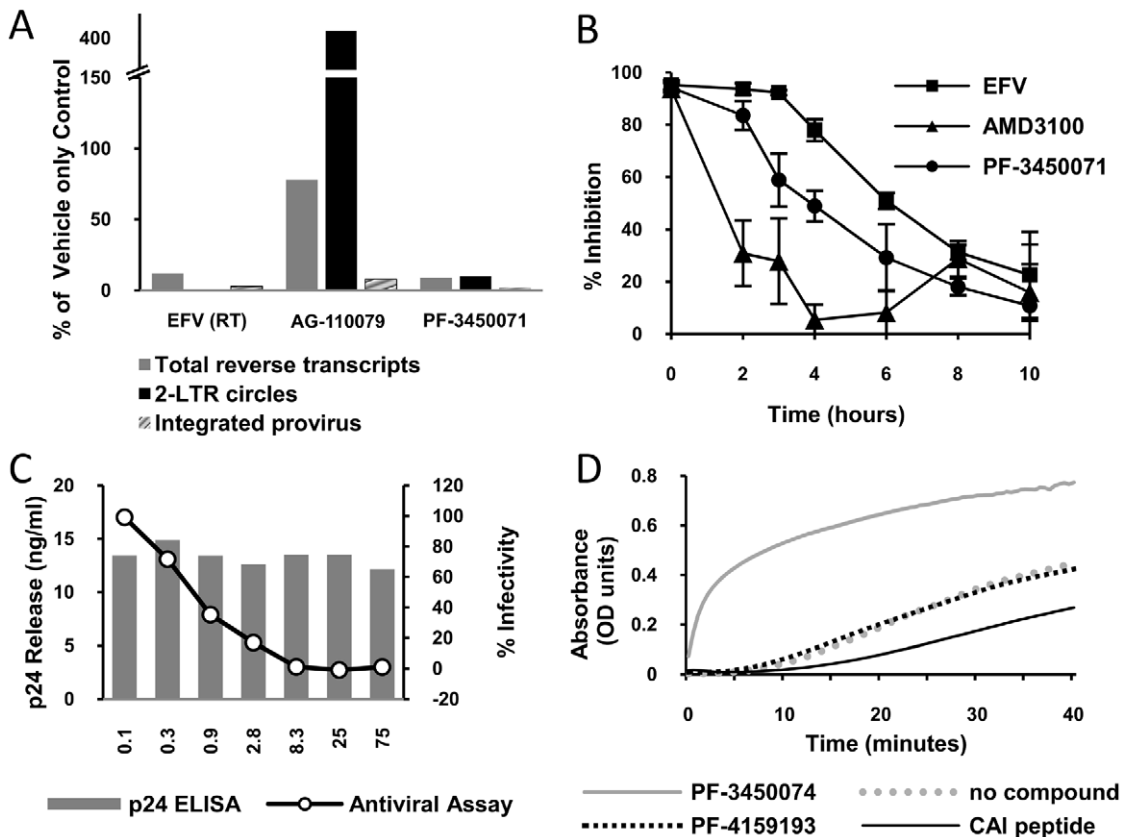 A
% of Vehicle only Control
400
150
100
50
0
EFV (RT) AG-110079 PF-3450071
Total reverse transcripts
2-LTR circles
Integrated provirus
B
% Inhibition
100
80
60
40
20
0
0 2 4 6 8 10
Time (hours)
EFV
AMD3100
PF-3450071
C
p24 Release (ng/ml)
20
15
10
5
0
% Infectivity
120
100
80
60
40
20
0
-20
0.1 0.3 0.9 2.8 8.3 25 75
p24 ELISA Antiviral Assay
D
Absorbance
(OD units)
0.8
0.6
0.4
0.2
0
0 10 20 30 40
Time (minutes)
PF-3450074 no compound
PF-4159193 CAI peptide